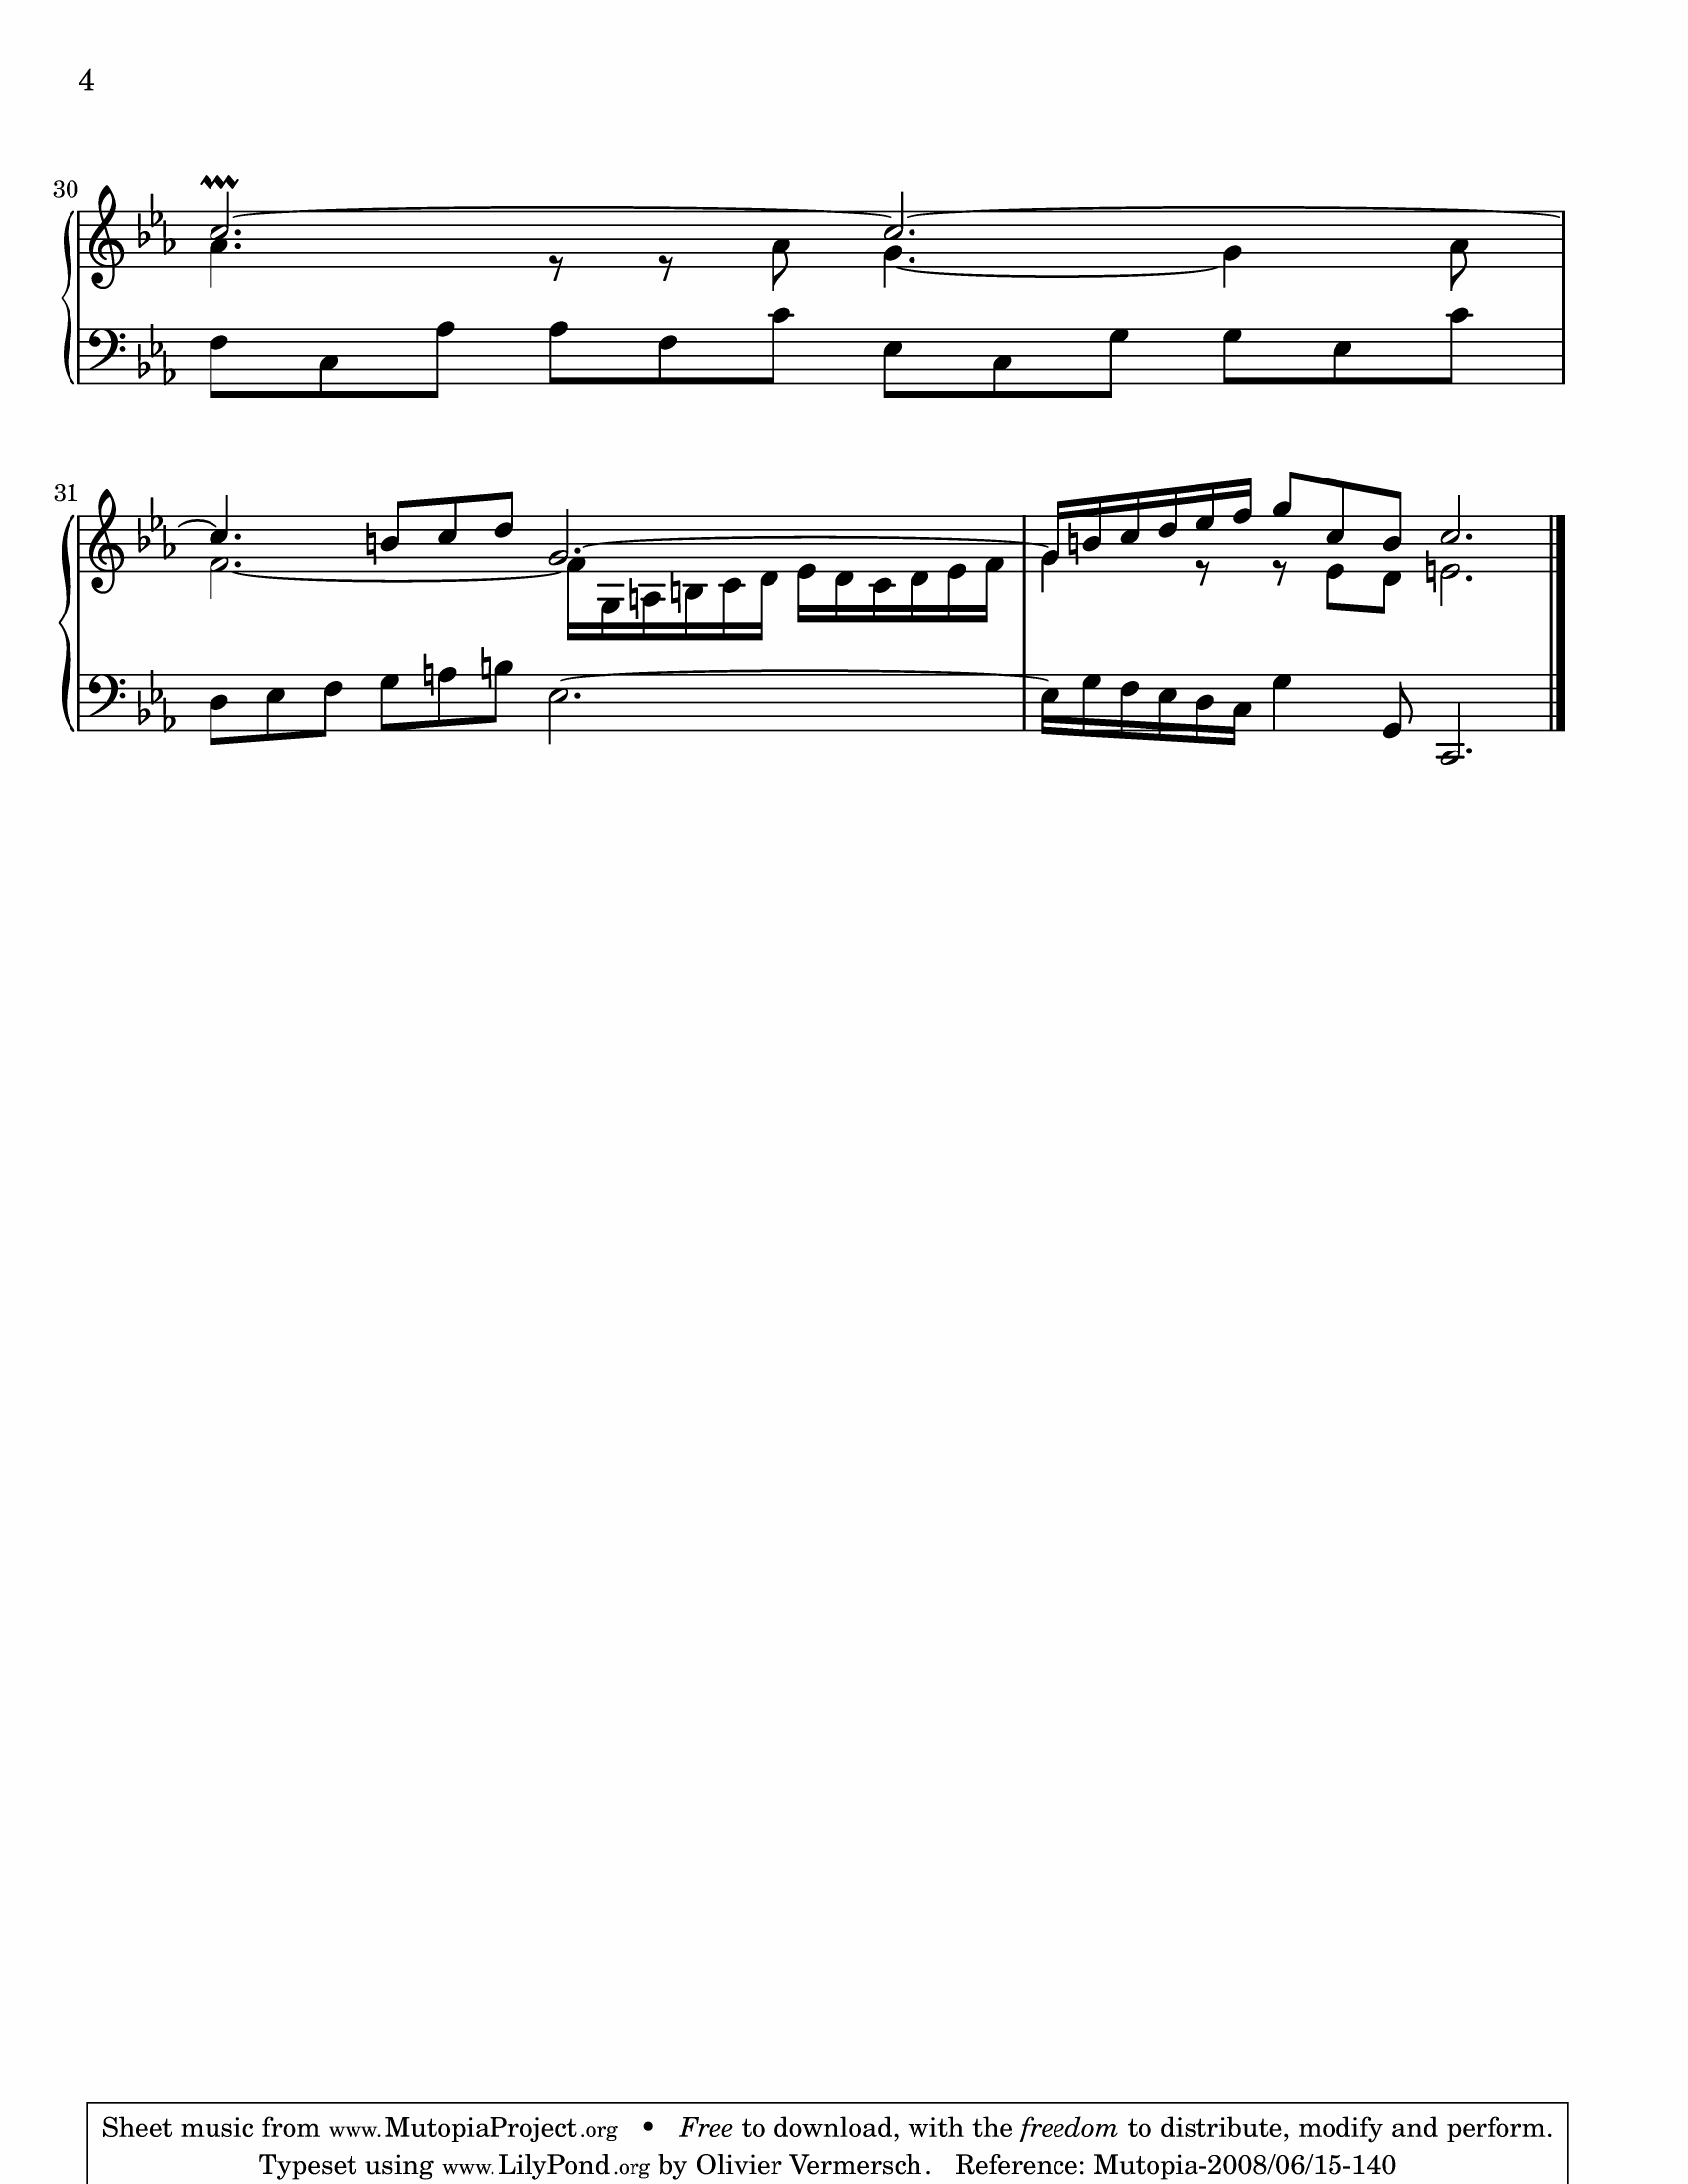 4
30
31
Sheet music from www.MutopiaProject.org • Free to download, with the freedom to distribute, modify and perform.
Typeset using www.LilyPond.org by Olivier Vermersch. Reference: Mutopia-2008/06/15-140